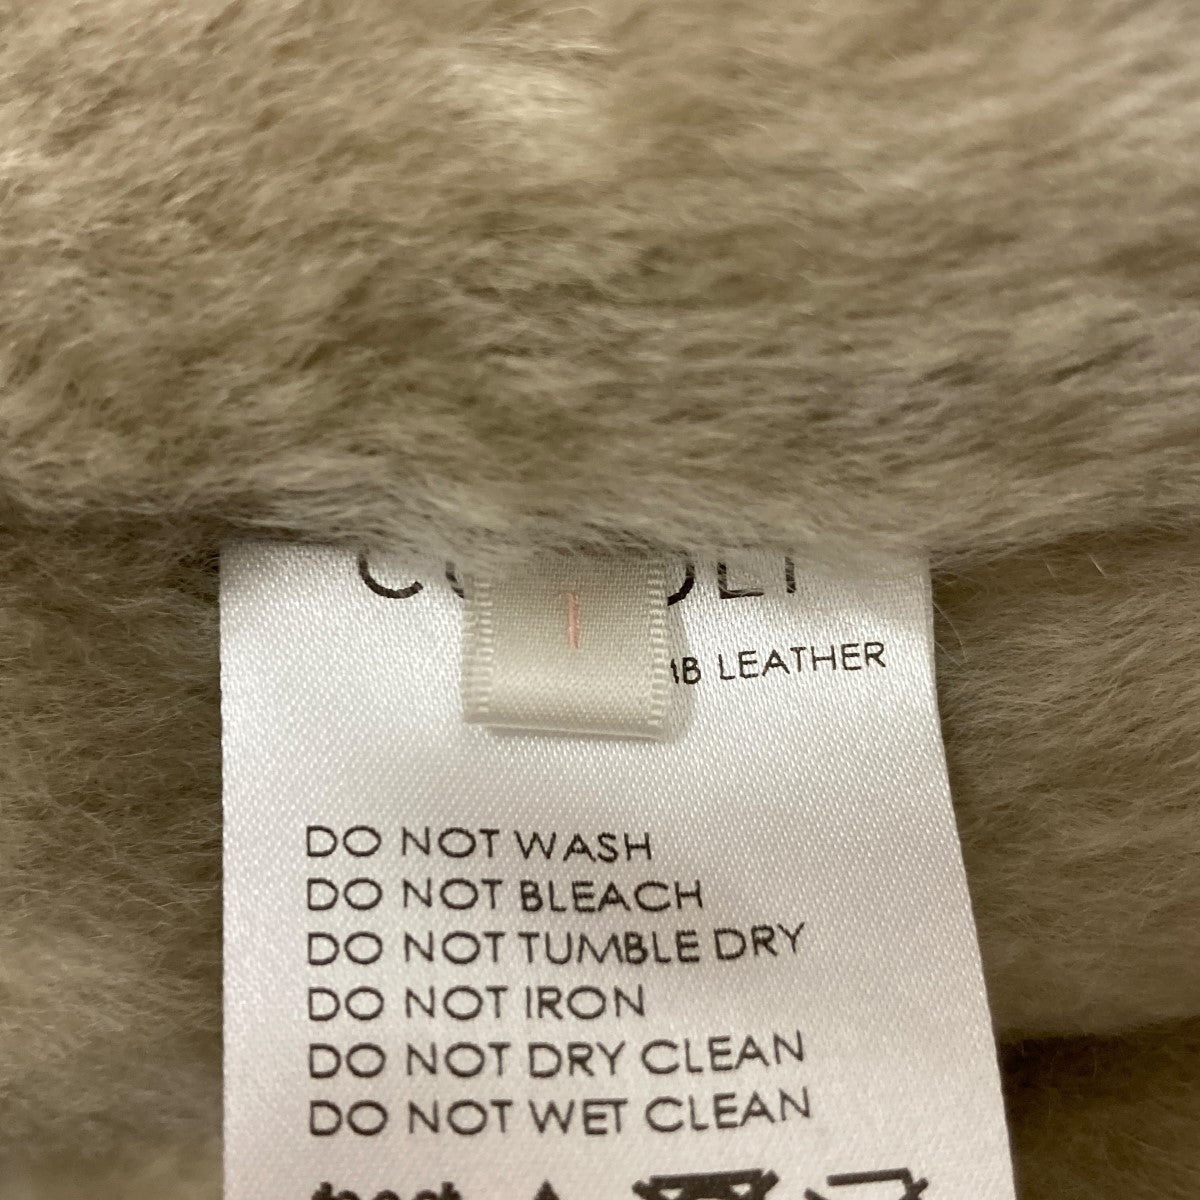 1
LEATHER
DO NOT WASH
DO NOT BLEACH
DO NOT TUMBLE DRY
DO NOT IRON
DO NOT DRY CLEAN
DO NOT WET CLEAN